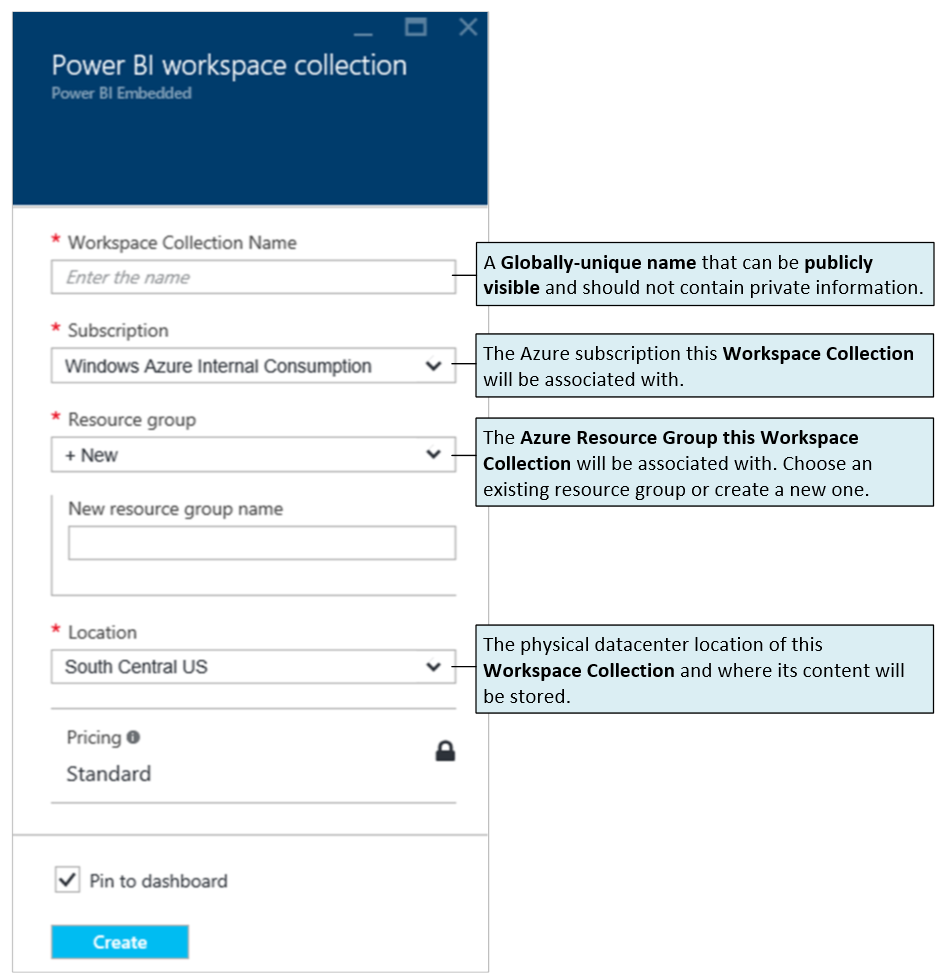 Power BI workspace collection
Power BI Embedded
* Workspace Collection Name
Enter the name
A Globally-unique name that can be publicly
visible and should not contain private information.
* Subscription
Windows Azure Internal Consumption
The Azure subscription this Workspace Collection
will be associated with.
* Resource group
+ New
The Azure Resource Group this Workspace
Collection will be associated with. Choose an
existing resource group or create a new one.
New resource group name
* Location
South Central US
The physical datacenter location of this
Workspace Collection and where its content will
be stored.
Pricing
Standard
Pin to dashboard
Create